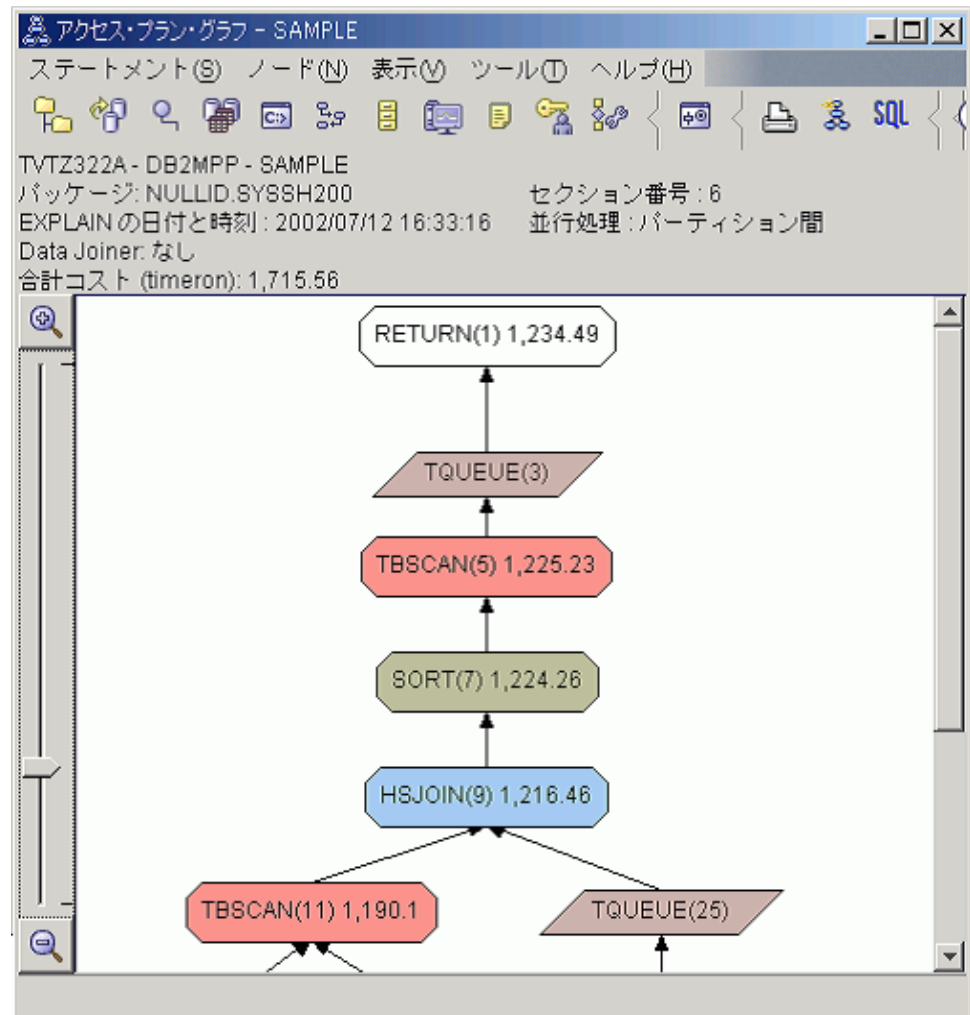 アクセス・プラン・グラフ - SAMPLE
ステートメント(S) ノード(N) 表示(V) ツール(T) ヘルプ(H)
C:>
SQL
TVTZ322A - DB2MPP - SAMPLE
パッケージ: NULLID.SYSSH200 セクション番号 : 6
EXPLAIN の日付と時刻 : 2002/07/12 16:33:16 並行処理 : パーティション間
Data Joiner: なし
合計コスト (timeron): 1,715.56
RETURN(1) 1,234.49
TQUEUE(3)
TBSCAN(5) 1,225.23
SORT(7) 1,224.26
HSJOIN(9) 1,216.46
TBSCAN(11) 1,190.1
TQUEUE(25)